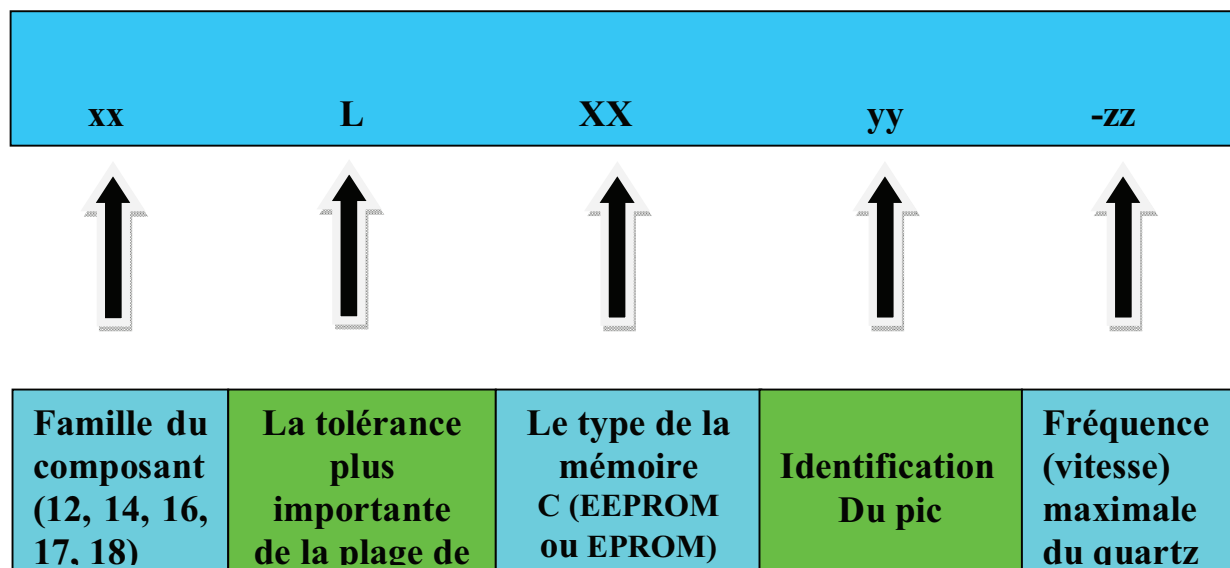 xx L XX yy -zz
Famille du
composant
(12, 14, 16,
17, 18)
La tolérance
plus
importante
de la plage de
Le type de la
mémoire
C (EEPROM
ou EPROM)
Identification
Du pic
Fréquence
(vitesse)
maximale
du quartz